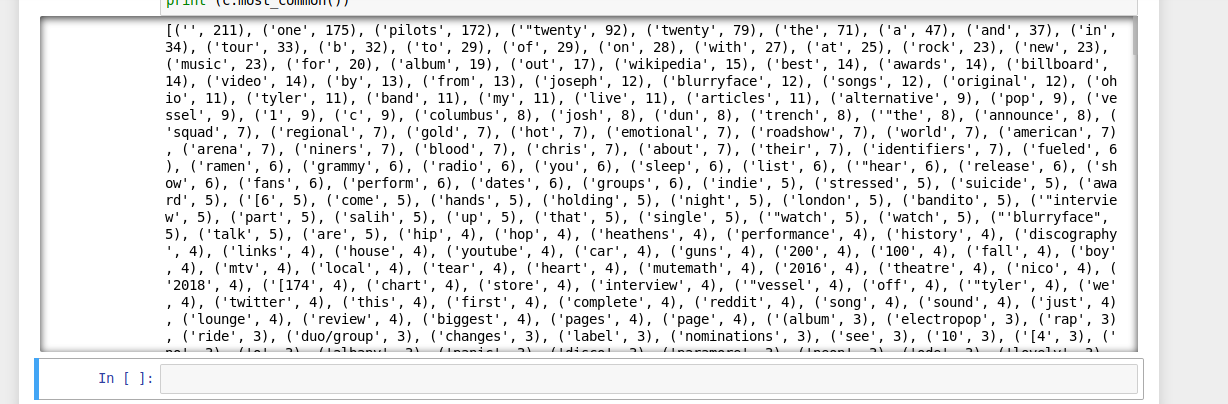 print (c.most_common())
[('', 211), ('one', 175), ('pilots', 172), ('"twenty', 92), ('twenty', 79), ('the', 71), ('a', 47), ('and', 37), ('in',
34), ('tour', 33), ('b', 32), ('to', 29), ('of', 29), ('on', 28), ('with', 27), ('at', 25), ('rock', 23), ('new', 23),
('music', 23), ('for', 20), ('album', 19), ('out', 17), ('wikipedia', 15), ('best', 14), ('awards', 14), ('billboard',
14), ('video', 14), ('by', 13), ('from', 13), ('joseph', 12), ('blurryface', 12), ('songs', 12), ('original', 12), ('oh
io', 11), ('tyler', 11), ('band', 11), ('my', 11), ('live', 11), ('articles', 11), ('alternative', 9), ('pop', 9), ('ve
ssel', 9), ('1', 9), ('c', 9), ('columbus', 8), ('josh', 8), ('dun', 8), ('trench', 8), ('"the', 8), ('announce', 8), (
'squad', 7), ('regional', 7), ('gold', 7), ('hot', 7), ('emotional', 7), ('roadshow', 7), ('world', 7), ('american', 7)
, ('arena', 7), ('niners', 7), ('blood', 7), ('chris', 7), ('about', 7), ('their', 7), ('identifiers', 7), ('fueled', 6
), ('ramen', 6), ('grammy', 6), ('radio', 6), ('you', 6), ('sleep', 6), ('list', 6), ('"hear', 6), ('release', 6), ('sh
ow', 6), ('fans', 6), ('perform', 6), ('dates', 6), ('groups', 6), ('indie', 5), ('stressed', 5), ('suicide', 5), ('awa
rd', 5), ('[6', 5), ('come', 5), ('hands', 5), ('holding', 5), ('night', 5), ('london', 5), ('bandito', 5), ('"intervie
w', 5), ('part', 5), ('salih', 5), ('up', 5), ('that', 5), ('single', 5), ('"watch', 5), ('watch', 5), ("'blurryface",
5), ('talk', 5), ('are', 5), ('hip', 4), ('hop', 4), ('heathens', 4), ('performance', 4), ('history', 4), ('discography
', 4), ('links', 4), ('house', 4), ('youtube', 4), ('car', 4), ('guns', 4), ('200', 4), ('100', 4), ('fall', 4), ('boy'
, 4), ('mtv', 4), ('local', 4), ('tear', 4), ('heart', 4), ('mutemath', 4), ('2016', 4), ('theatre', 4), ('nico', 4), (
'2018', 4), ('[174', 4), ('chart', 4), ('store', 4), ('interview', 4), ('"vessel', 4), ('off', 4), ('"tyler', 4), ('we'
, 4), ('twitter', 4), ('this', 4), ('first', 4), ('complete', 4), ('reddit', 4), ('song', 4), ('sound', 4), ('just', 4)
, ('lounge', 4), ('review', 4), ('biggest', 4), ('pages', 4), ('page', 4), ('(album', 3), ('electropop', 3), ('rap', 3)
, ('ride', 3), ('duo/group', 3), ('changes', 3), ('label', 3), ('nominations', 3), ('see', 3), ('10', 3), ('[4', 3), ('
In [ ]: